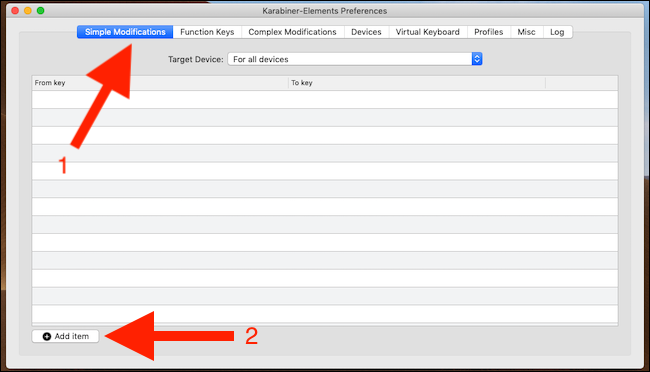 Karabiner-Elements Preferences
Simple Modifications Function Keys Complex Modifications Devices Virtual Keyboard Profiles Misc Log
Target Device: For all devices
From key To key
1
Add item 2